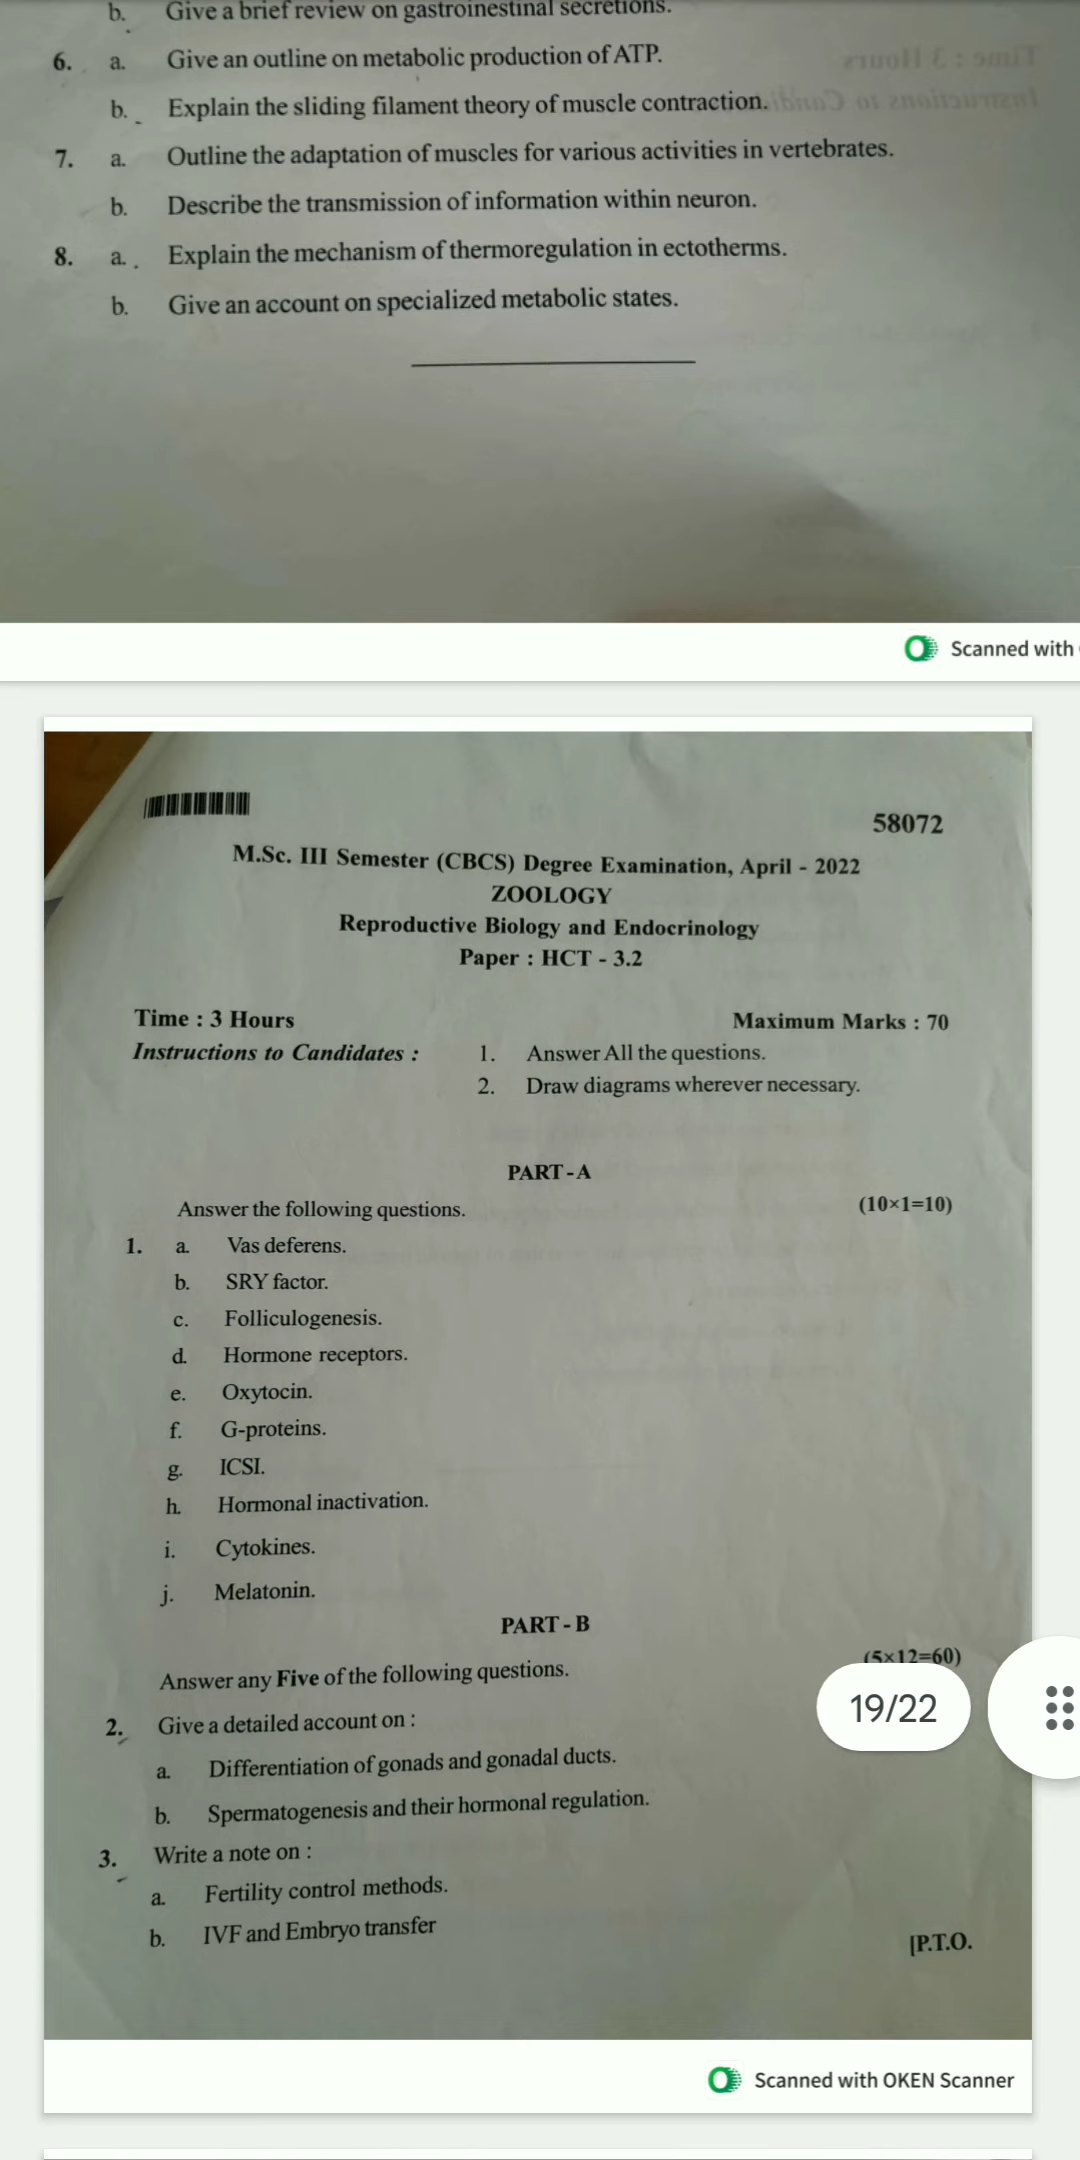 b. Give a brief review on gastroinestinal secretions.
6. a. Give an outline on metabolic production of ATP.
Time : 3 Hours
b. Explain the sliding filament theory of muscle contraction.
Instructions to Candi
7. a. Outline the adaptation of muscles for various activities in vertebrates.
b. Describe the transmission of information within neuron.
8. a. Explain the mechanism of thermoregulation in ectotherms.
b. Give an account on specialized metabolic states.
Scanned with
58072
M.Sc. III Semester (CBCS) Degree Examination, April - 2022
ZOOLOGY
Reproductive Biology and Endocrinology
Paper : HCT - 3.2
Time : 3 Hours Maximum Marks : 70
Instructions to Candidates : 1. Answer All the questions.
2. Draw diagrams wherever necessary.
PART - A
Answer the following questions. (10×1=10)
1. a. Vas deferens.
b. SRY factor.
c. Folliculogenesis.
d. Hormone receptors.
e. Oxytocin.
f. G-proteins.
g. ICSI.
h. Hormonal inactivation.
i. Cytokines.
j. Melatonin.
PART - B
Answer any Five of the following questions. (5×12=60)
19/22
2. Give a detailed account on :
a. Differentiation of gonads and gonadal ducts.
b. Spermatogenesis and their hormonal regulation.
3. Write a note on :
a. Fertility control methods.
b. IVF and Embryo transfer
[P.T.O.
Scanned with OKEN Scanner